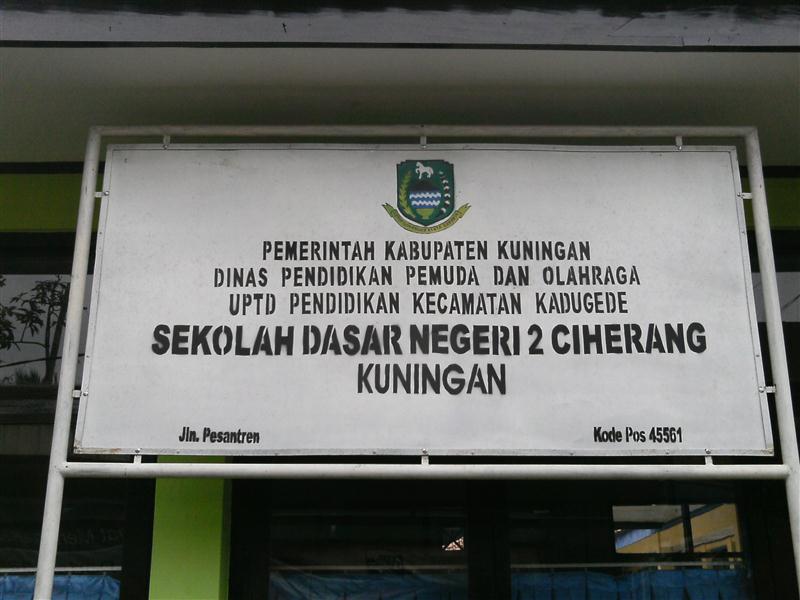 PEMERINTAH KABUPATEN KUNINGAN
DINAS PENDIDIKAN PEMUDA DAN OLAHRAGA
UPTD PENDIDIKAN KECAMATAN KADUGEDE
SEKOLAH DASAR NEGERI 2 CIHERANG
KUNINGAN
Jln. Pesantren
Kode Pos 45561